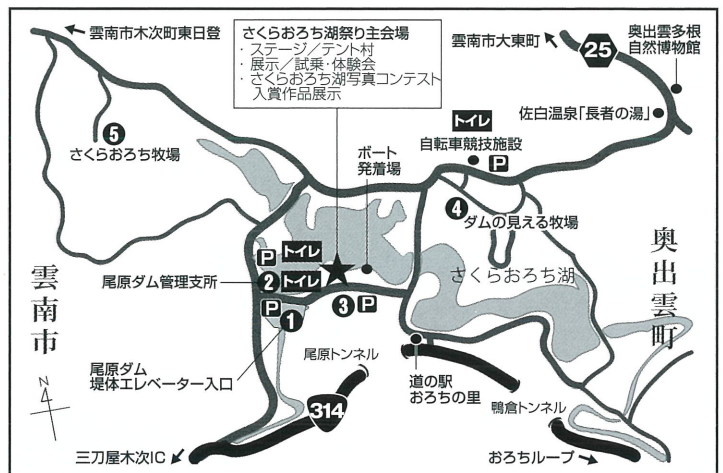 雲南市木次町東日登
さくらおろち湖祭り主会場
・ステージ／テント村
・展示／試乗・体験会
・さくらおろち湖写真コンテスト
入賞作品展示
雲南市大東町
25
奥出雲多根
自然博物館
佐白温泉「長者の湯」
トイレ
自転車競技施設
P
5
さくらおろち牧場
ボート
発着場
4
ダムの見える牧場
P
トイレ
さくらおろち湖
奥出雲町
雲南市
尾原ダム管理支所
2
トイレ
3
P
P
1
尾原ダム
堤体エレベーター入口
尾原トンネル
道の駅
おろちの里
鴨倉トンネル
N
314
三刀屋木次IC
おろちループ